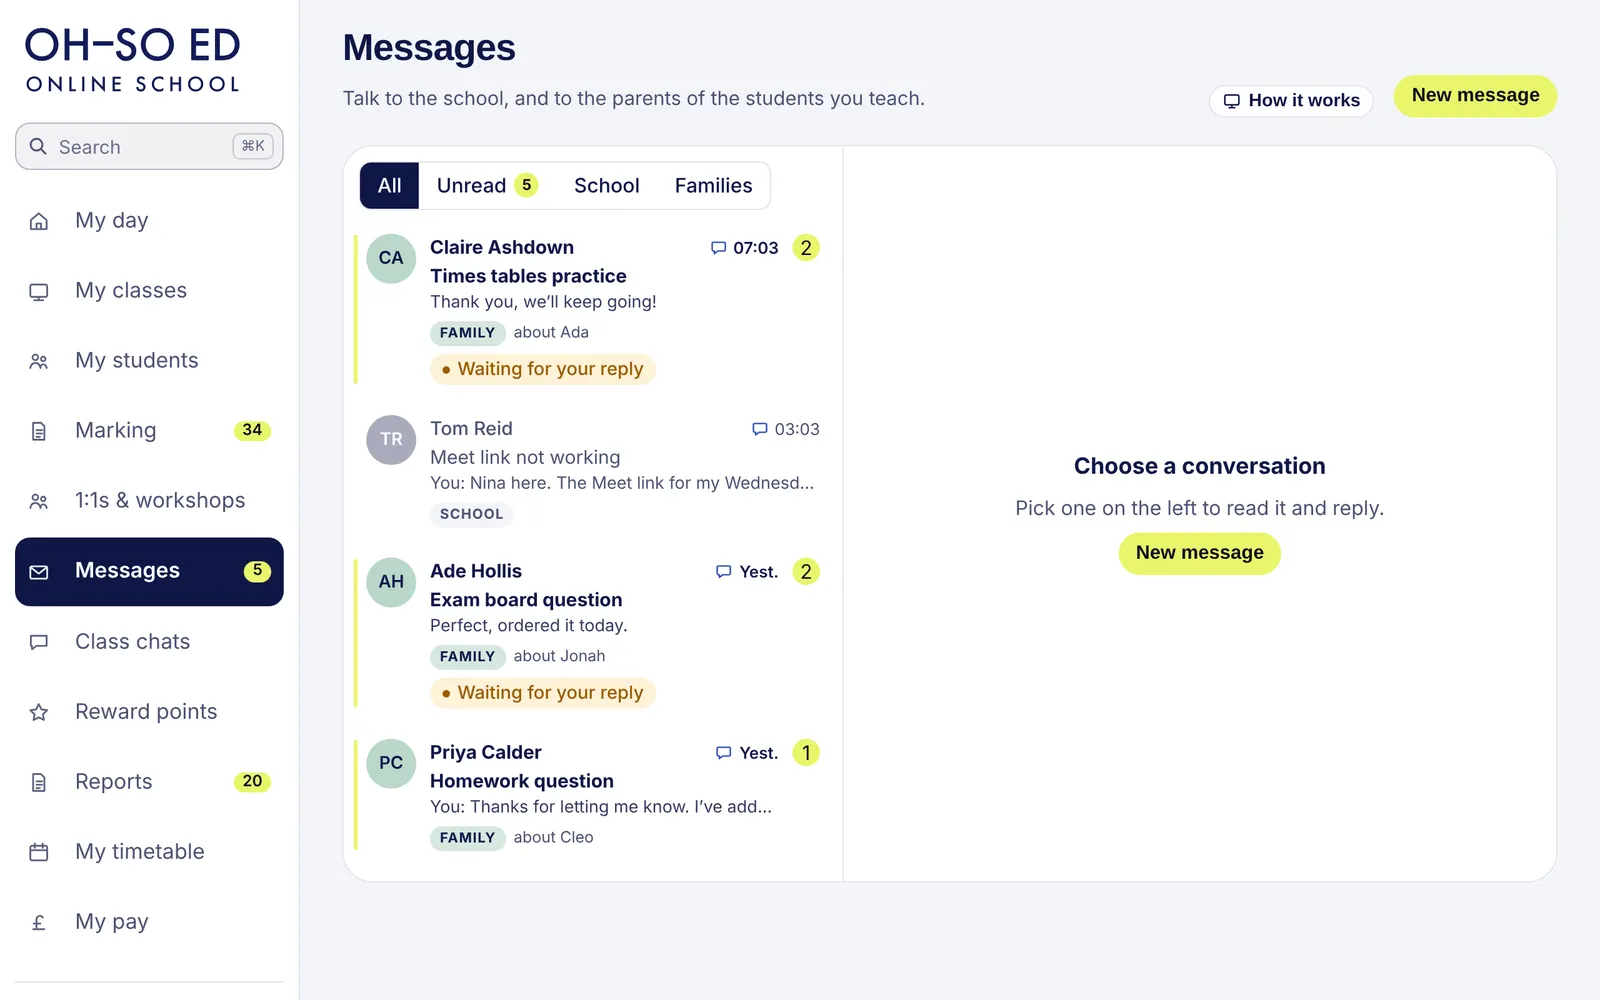 OH–SO ED
ONLINE SCHOOL
Search
⌘K
My day
My classes
My students
Marking
34
1:1s & workshops
Messages
5
Class chats
Reward points
Reports
20
My timetable
£
My pay
Messages
Talk to the school, and to the parents of the students you teach.
How it works
New message
All
Unread 5
School
Families
CA
Claire Ashdown
07:03
2
Times tables practice
Thank you, we’ll keep going!
FAMILY about Ada
• Waiting for your reply
TR
Tom Reid
03:03
Meet link not working
You: Nina here. The Meet link for my Wednesd...
SCHOOL
AH
Ade Hollis
Yest.
2
Exam board question
Perfect, ordered it today.
FAMILY about Jonah
• Waiting for your reply
PC
Priya Calder
Yest.
1
Homework question
You: Thanks for letting me know. I’ve add...
FAMILY about Cleo
Choose a conversation
Pick one on the left to read it and reply.
New message